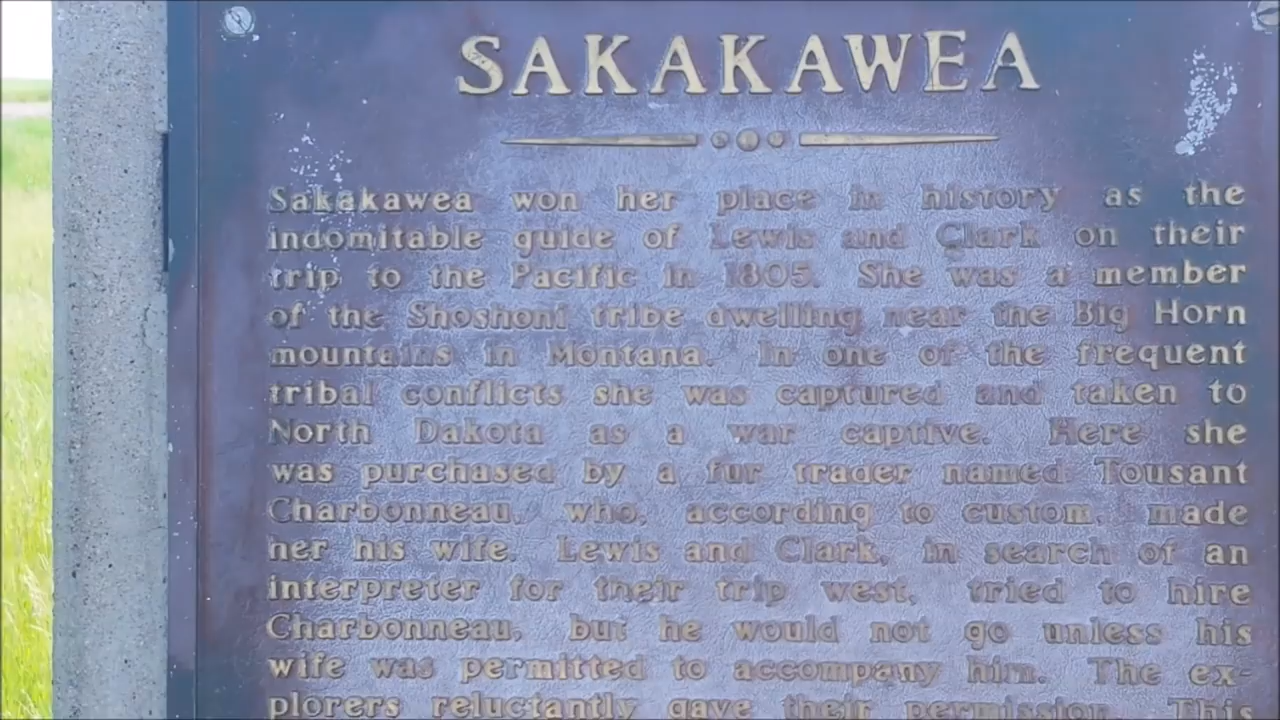 SAKAKAWEA
Sakakawea won her place in history as the
indomitable guide of Lewis and Clark on their
trip to the Pacific in 1805. She was a member
of the Shoshoni tribe dwelling near the Big Horn
mountains in Montana. In one of the frequent
tribal conflicts she was captured and taken to
North Dakota as a war captive. Here she
was purchased by a fur trader named Tousant
Charbonneau, who, according to custom, made
her his wife. Lewis and Clark, in search of an
interpreter for their trip west, tried to hire
Charbonneau, but he would not go unless his
wife was permitted to accompany him. The ex-
plorers reluctantly gave their permission. This